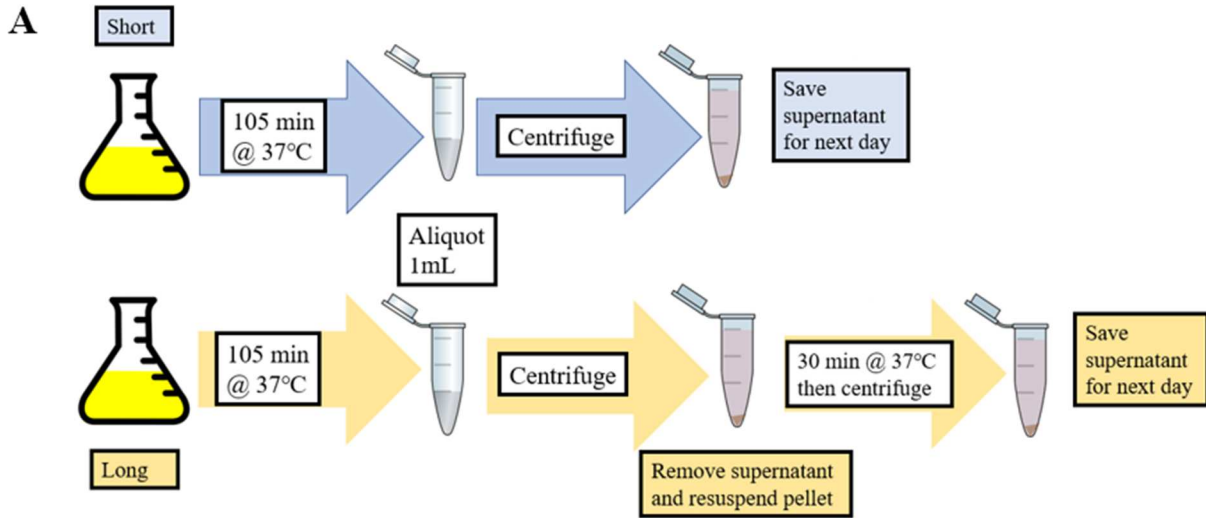 A
Short
105 min
@ 37°C
Centrifuge
Save
supernatant
for next day
Aliquot
1mL
105 min
@ 37°C
Centrifuge
30 min @ 37°C
then centrifuge
Save
supernatant
for next day
Long
Remove supernatant
and resuspend pellet